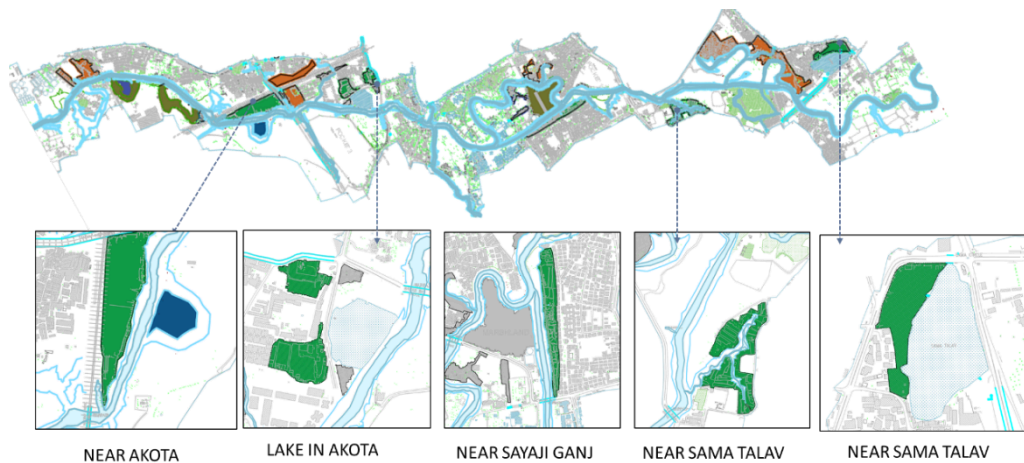 NEAR AKOTA
LAKE IN AKOTA
NEAR SAYAJI GANJ
NEAR SAMA TALAV
NEAR SAMA TALAV